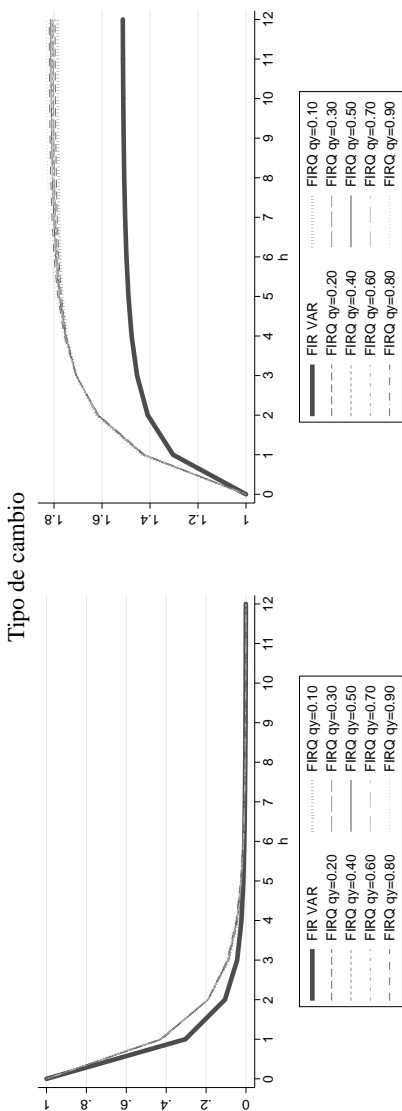 Tipo de cambio
1
.8
.6
.4
.2
0
0 1 2 3 4 5 6 7 8 9 10 11 12
h
FIR VAR FIRQ qy=0.10
FIRQ qy=0.20 FIRQ qy=0.30
FIRQ qy=0.40 FIRQ qy=0.50
FIRQ qy=0.60 FIRQ qy=0.70
FIRQ qy=0.80 FIRQ qy=0.90
1.8
1.6
1.4
1.2
1
0 1 2 3 4 5 6 7 8 9 10 11 12
h
FIR VAR FIRQ qy=0.10
FIRQ qy=0.20 FIRQ qy=0.30
FIRQ qy=0.40 FIRQ qy=0.50
FIRQ qy=0.60 FIRQ qy=0.70
FIRQ qy=0.80 FIRQ qy=0.90